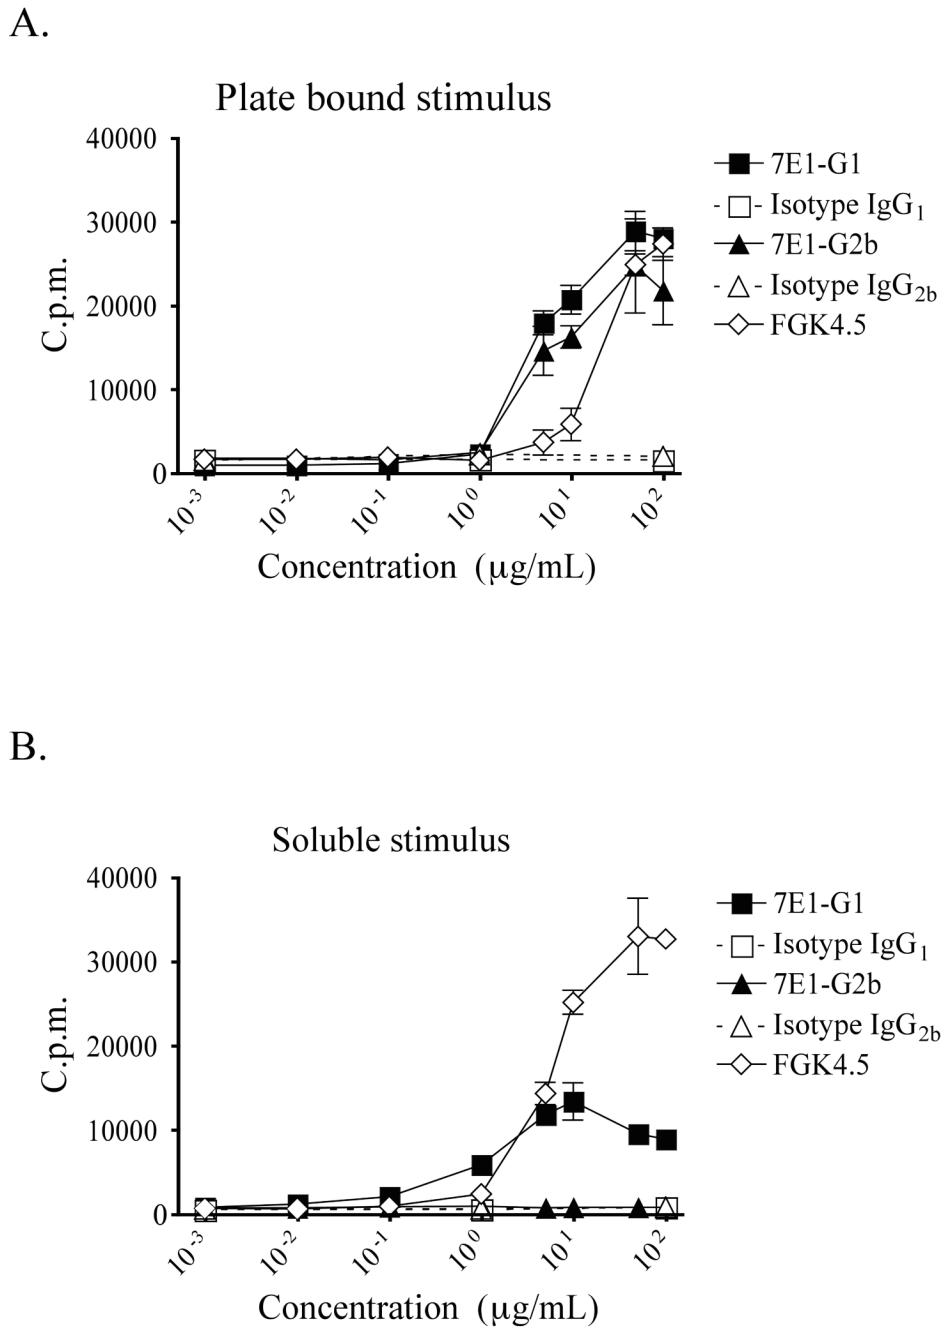 A.
Plate bound stimulus
40000
30000
20000
10000
0
C.p.m.
10⁻³
10⁻²
10⁻¹
10⁰
10¹
10²
Concentration (μg/mL)
7E1-G1
Isotype IgG₁
7E1-G2b
Isotype IgG₂b
FGK4.5
B.
Soluble stimulus
40000
30000
20000
10000
0
C.p.m.
10⁻³
10⁻²
10⁻¹
10⁰
10¹
10²
Concentration (μg/mL)
7E1-G1
Isotype IgG₁
7E1-G2b
Isotype IgG₂b
FGK4.5